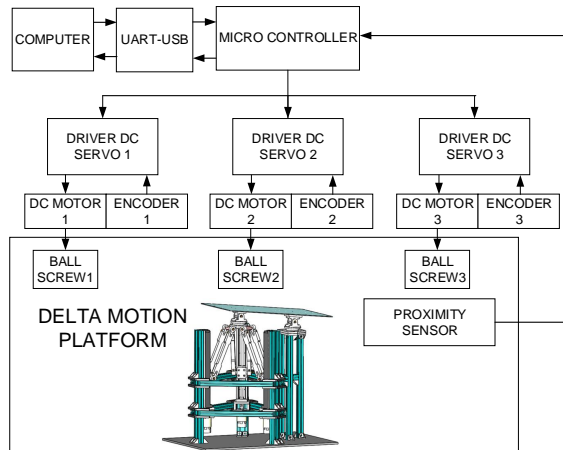 COMPUTER
UART-USB
MICRO CONTROLLER
DRIVER DC
SERVO 1
DRIVER DC
SERVO 2
DRIVER DC
SERVO 3
DC MOTOR
1
ENCODER
1
DC MOTOR
2
ENCODER
2
DC MOTOR
3
ENCODER
3
BALL
SCREW1
BALL
SCREW2
BALL
SCREW3
DELTA MOTION
PLATFORM
PROXIMITY
SENSOR